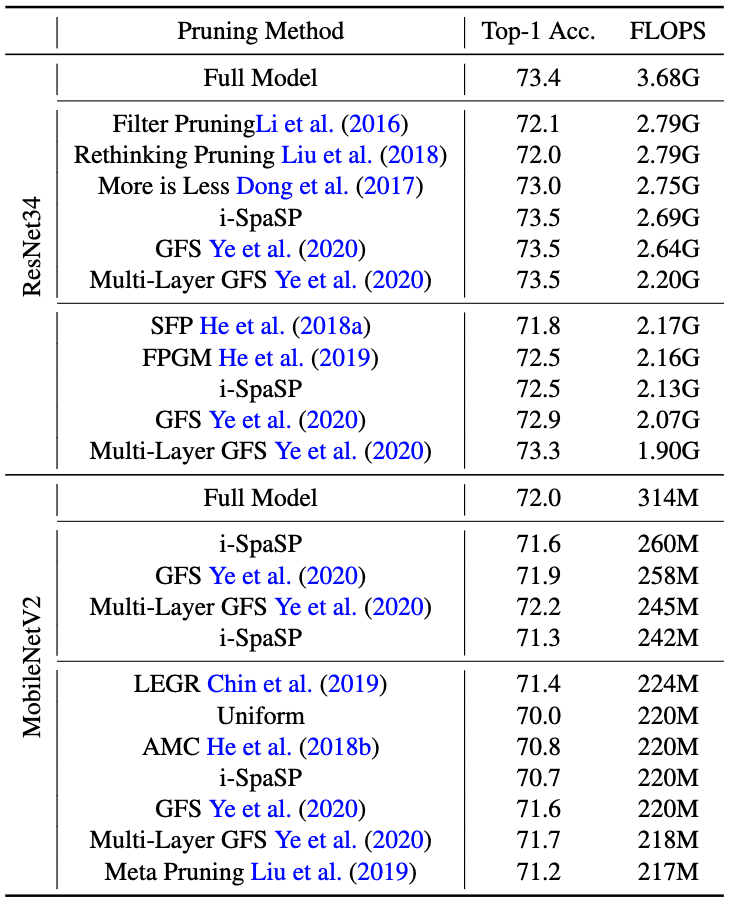 Pruning Method Top-1 Acc. FLOPS
ResNet34
Full Model 73.4 3.68G
Filter PruningLi et al. (2016) 72.1 2.79G
Rethinking Pruning Liu et al. (2018) 72.0 2.79G
More is Less Dong et al. (2017) 73.0 2.75G
i-SpaSP 73.5 2.69G
GFS Ye et al. (2020) 73.5 2.64G
Multi-Layer GFS Ye et al. (2020) 73.5 2.20G
SFP He et al. (2018a) 71.8 2.17G
FPGM He et al. (2019) 72.5 2.16G
i-SpaSP 72.5 2.13G
GFS Ye et al. (2020) 72.9 2.07G
Multi-Layer GFS Ye et al. (2020) 73.3 1.90G
MobileNetV2
Full Model 72.0 314M
i-SpaSP 71.6 260M
GFS Ye et al. (2020) 71.9 258M
Multi-Layer GFS Ye et al. (2020) 72.2 245M
i-SpaSP 71.3 242M
LEGR Chin et al. (2019) 71.4 224M
Uniform 70.0 220M
AMC He et al. (2018b) 70.8 220M
i-SpaSP 70.7 220M
GFS Ye et al. (2020) 71.6 220M
Multi-Layer GFS Ye et al. (2020) 71.7 218M
Meta Pruning Liu et al. (2019) 71.2 217M